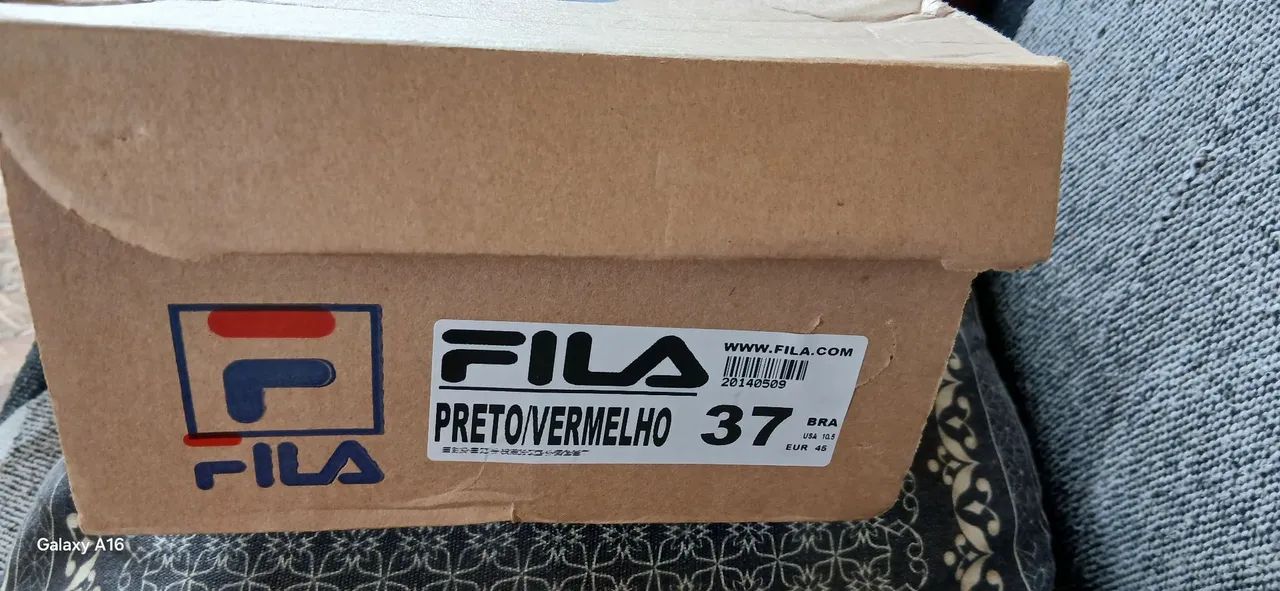 FILA
FILA
WWW.FILA.COM
20140509
PRETO/VERMELHO
37
BRA
USA 10.5
EUR 45
Galaxy A16